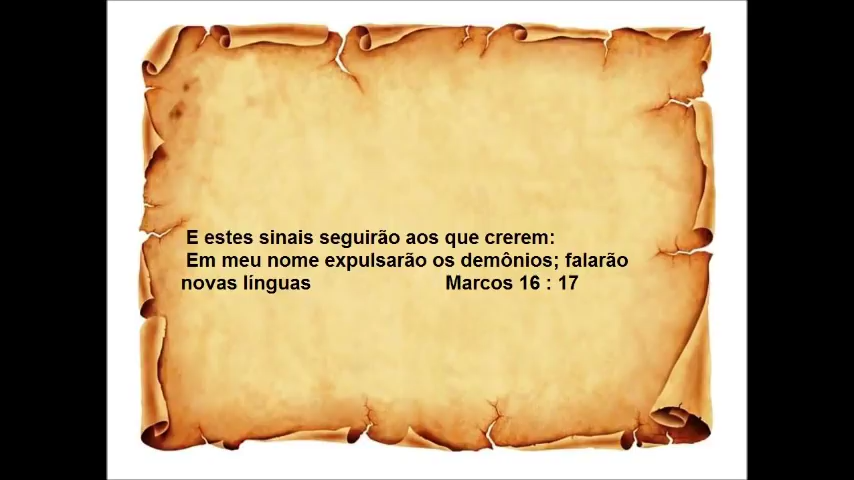 E estes sinais seguirão aos que crerem:
Em meu nome expulsarão os demônios; falarão
novas línguas Marcos 16 : 17